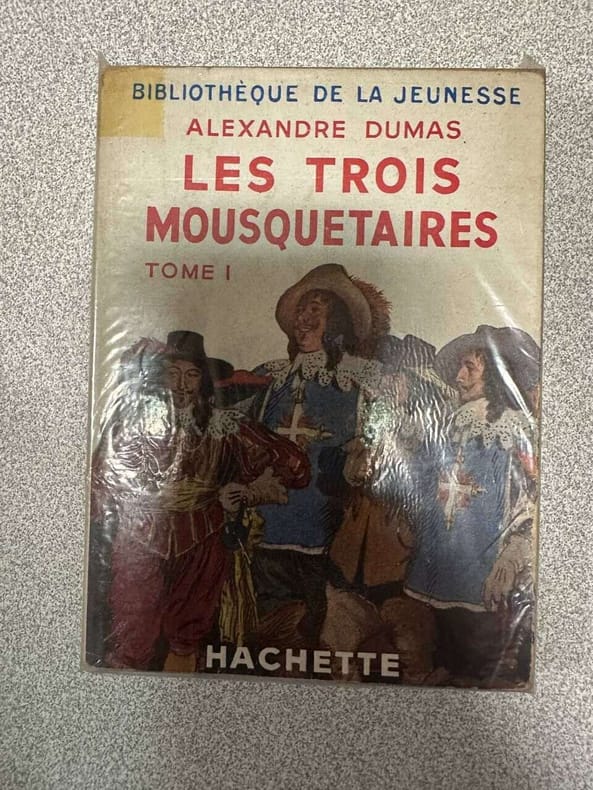 BIBLIOTHÈQUE DE LA JEUNESSE
ALEXANDRE DUMAS
LES TROIS
MOUSQUETAIRES
TOME I
HACHETTE